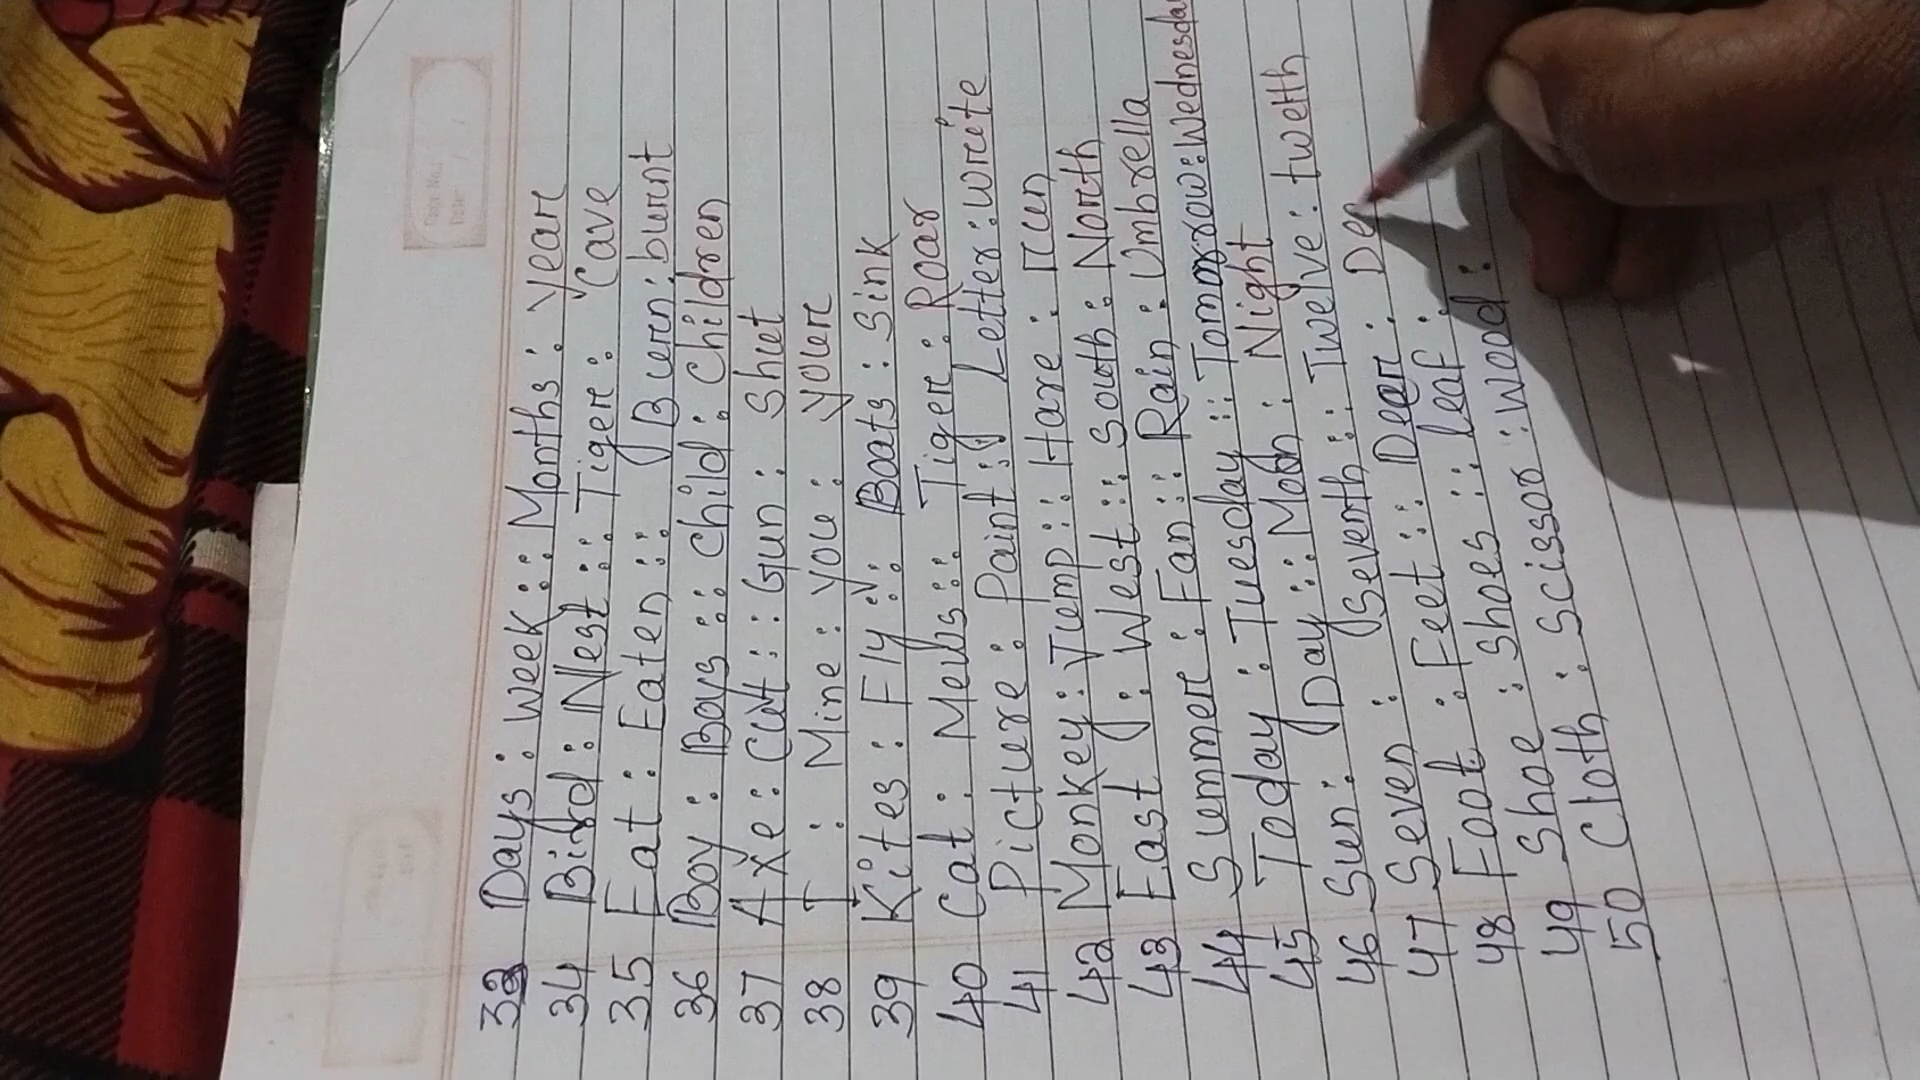 33 Days : Week :: Months : Year
34 Bird : Nest :: Tiger : Cave
35 Eat : Eaten :: Burn : burnt
36 Boy : Boys :: Child : Children
37 Axe : Cut :: Gun : Shut
38 I : Mine : You : Your
39 Kites : Fly :: Boats : Sink
40 Cat : Mews :: Tiger : Roar
41 Picture : Paint :: Letter : write
42 Monkey : Jump :: Hare : run
43 East : West :: South : North
44 Summer : Fan :: Rain : Umbrella
45 Today : Tuesday :: Tomorrow : Wednesda
46 Sun : Day :: Moon : Night
47 Seven : Seventh :: Twelve : twelth
48 Foot : Feet :: Deer : Dee
49 Shoe : Shoes :: leaf :
50 Cloth : Scissor : Wood :